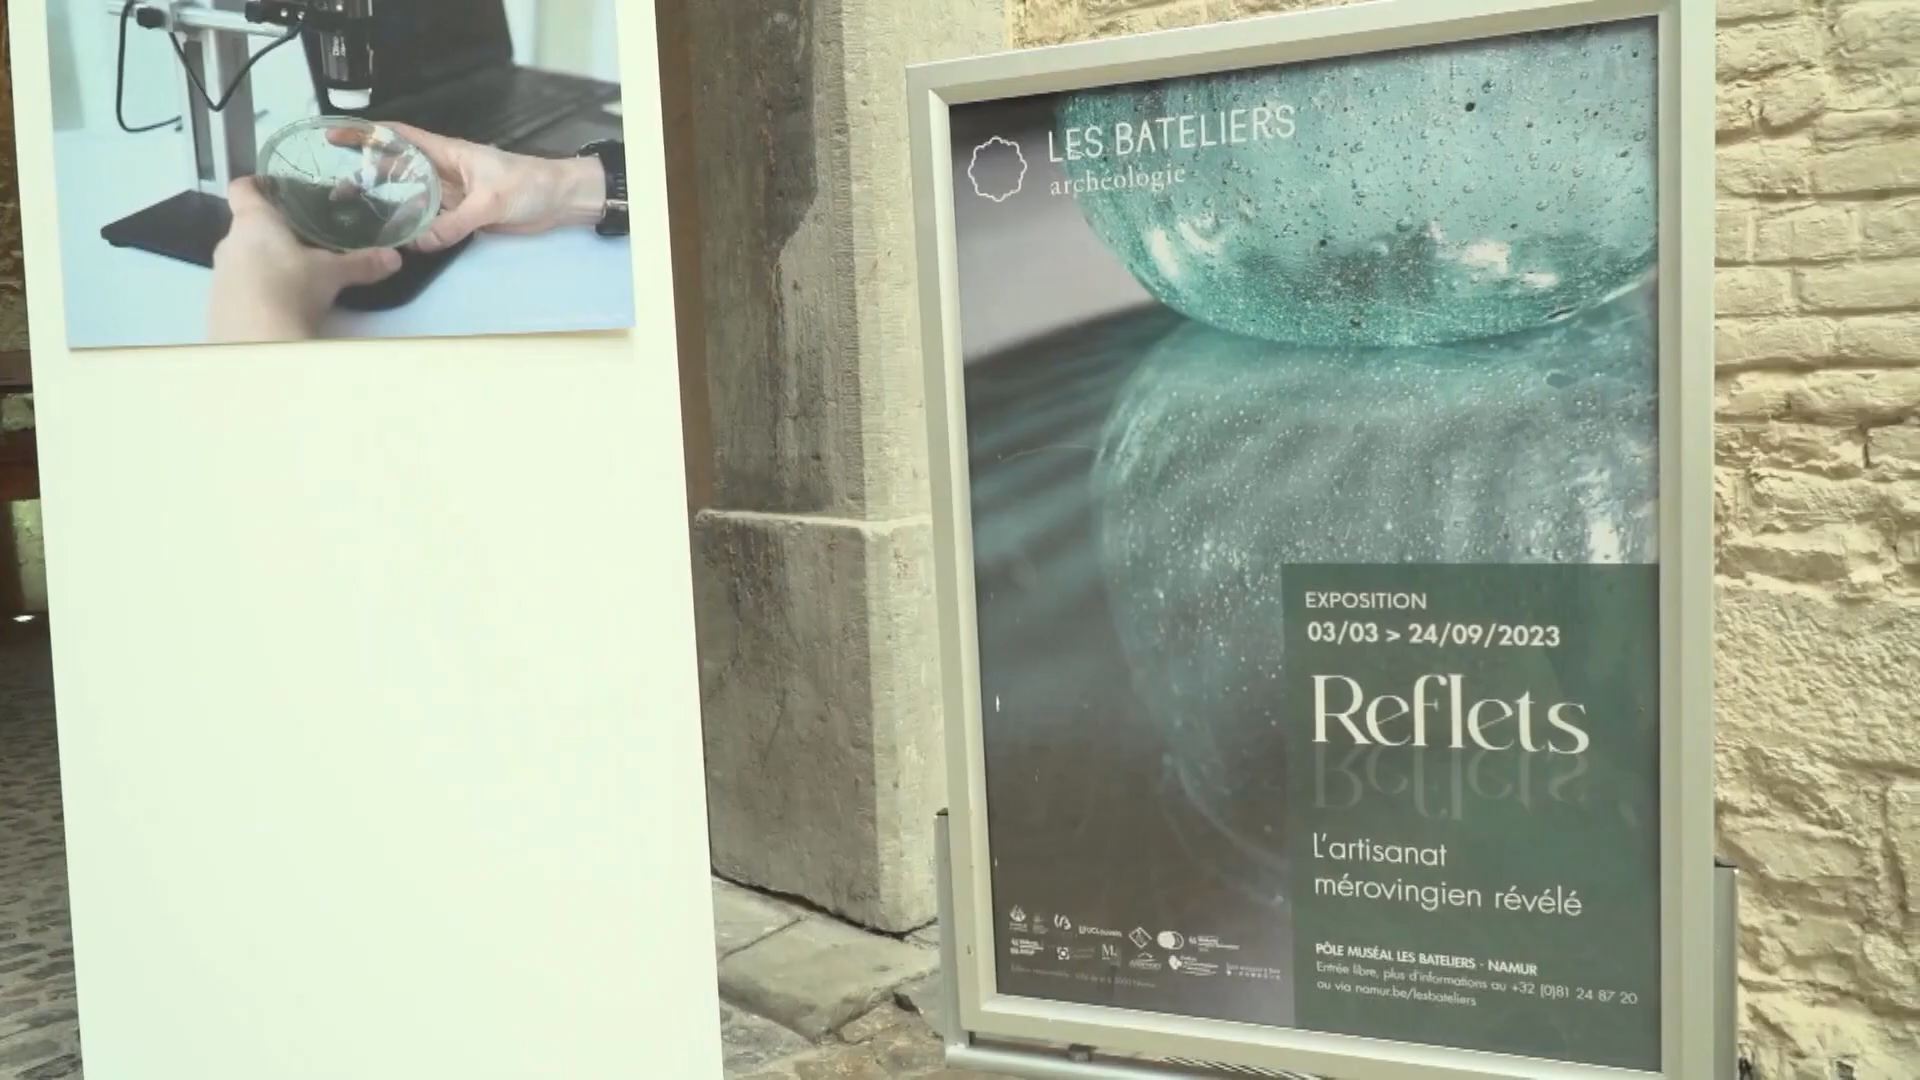 LES BATELIERS
archéologie
EXPOSITION
03/03 > 24/09/2023
Reflets
L'artisanat
mérovingien révélé
PÔLE MUSÉAL LES BATELIERS - NAMUR
Entrée libre, plus d'informations au +32 (0)81 24 87 20
ou via namur.be/lesbateliers
UCLouvain